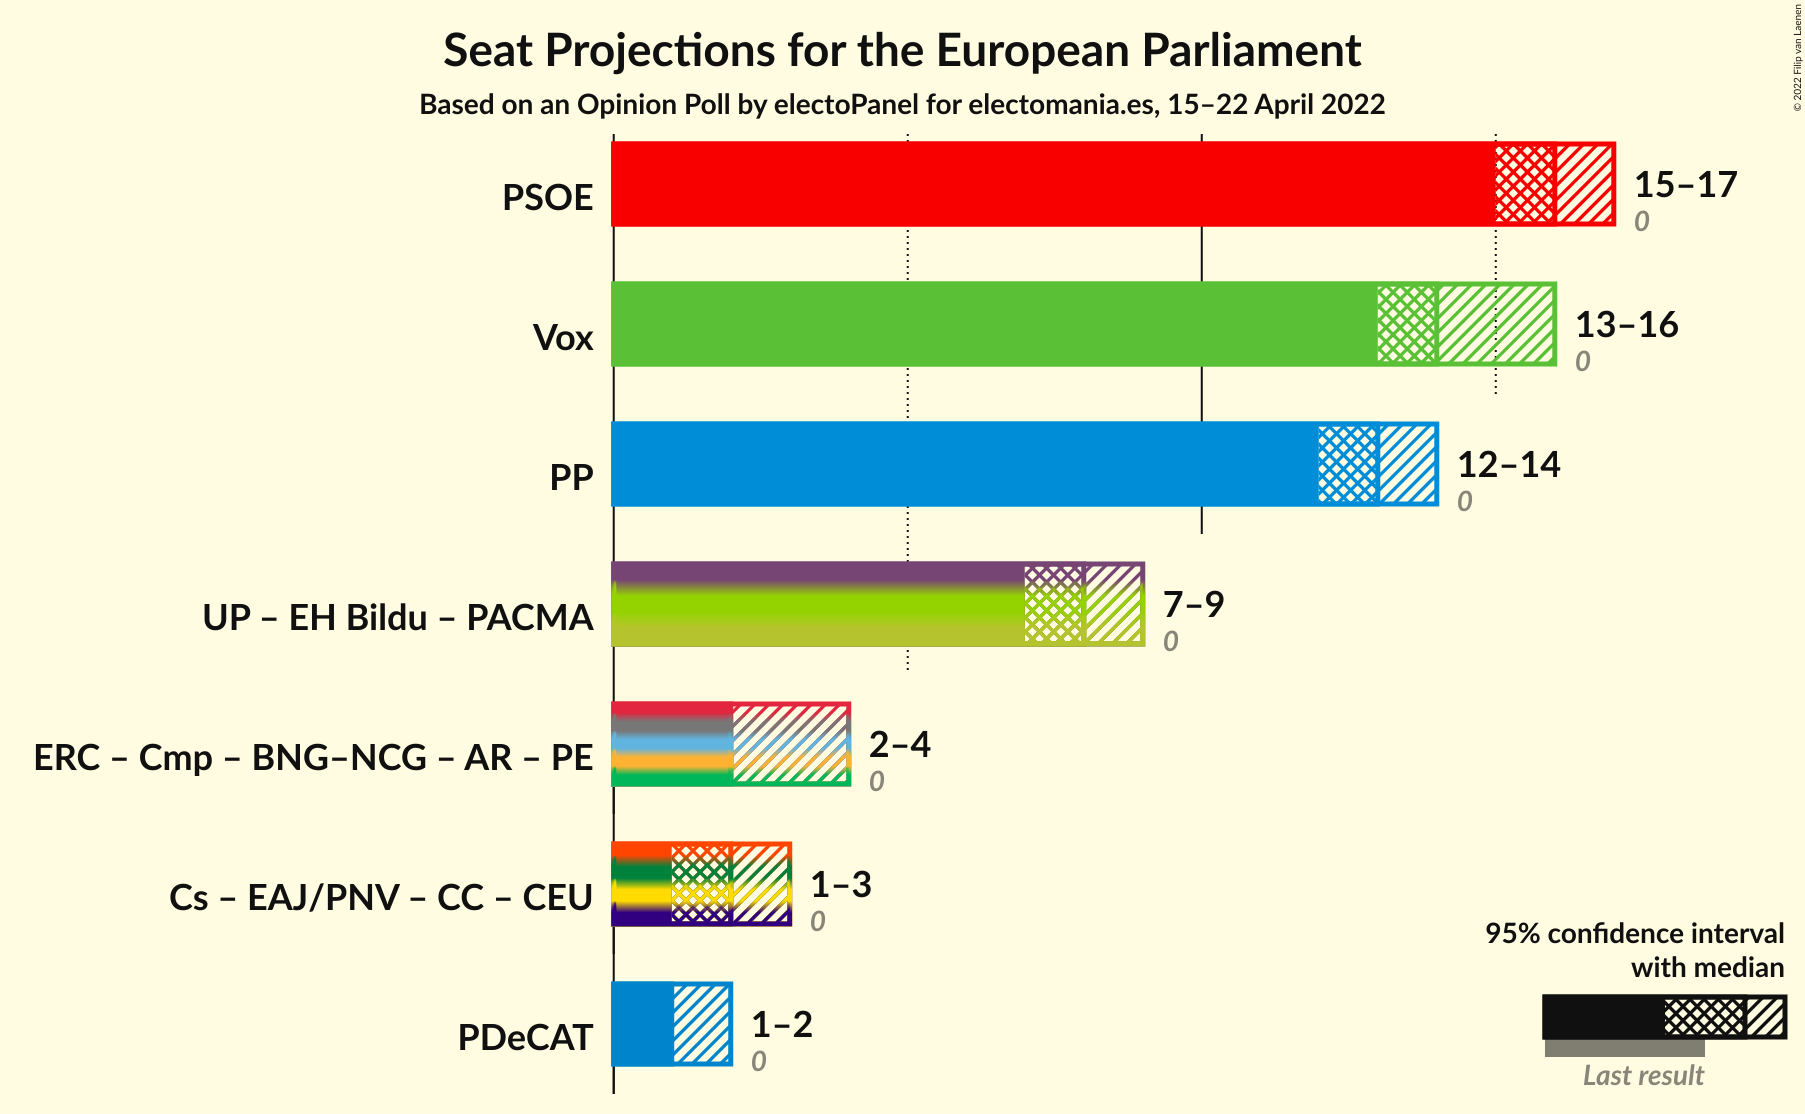 Seat Projections for the European Parliament
Based on an Opinion Poll by electoPanel for electomania.es, 15–22 April 2022
© 2022 Filip van Laenen
PSOE
15–17
0
Vox
13–16
0
PP
12–14
0
UP – EH Bildu – PACMA
7–9
0
ERC – Cmp – BNG–NCG – AR – PE
2–4
0
Cs – EAJ/PNV – CC – CEU
1–3
0
PDeCAT
1–2
0
95% confidence interval
with median
Last result